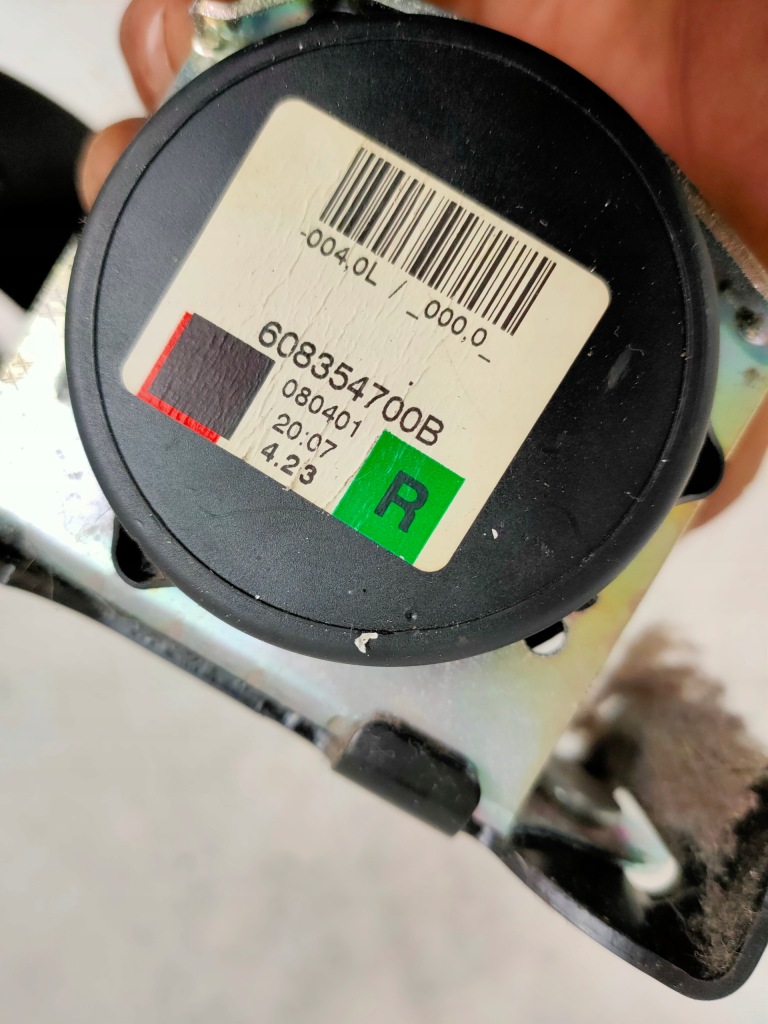 -004,0L / _000,0_
608354700B
080401
20:07
4.23
R